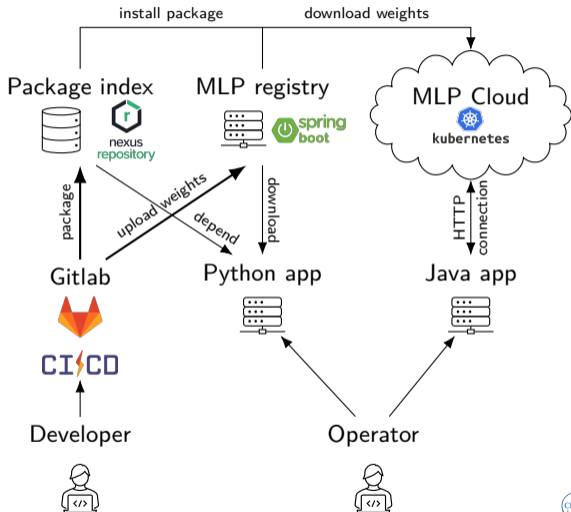 install package
download weights
Package index
MLP registry
MLP Cloud
r
nexus
repository
spring
boot
kubernetes
package
upload weights
depend
download
HTTP
connection
Gitlab
Python app
Java app
CI CD
Developer
Operator